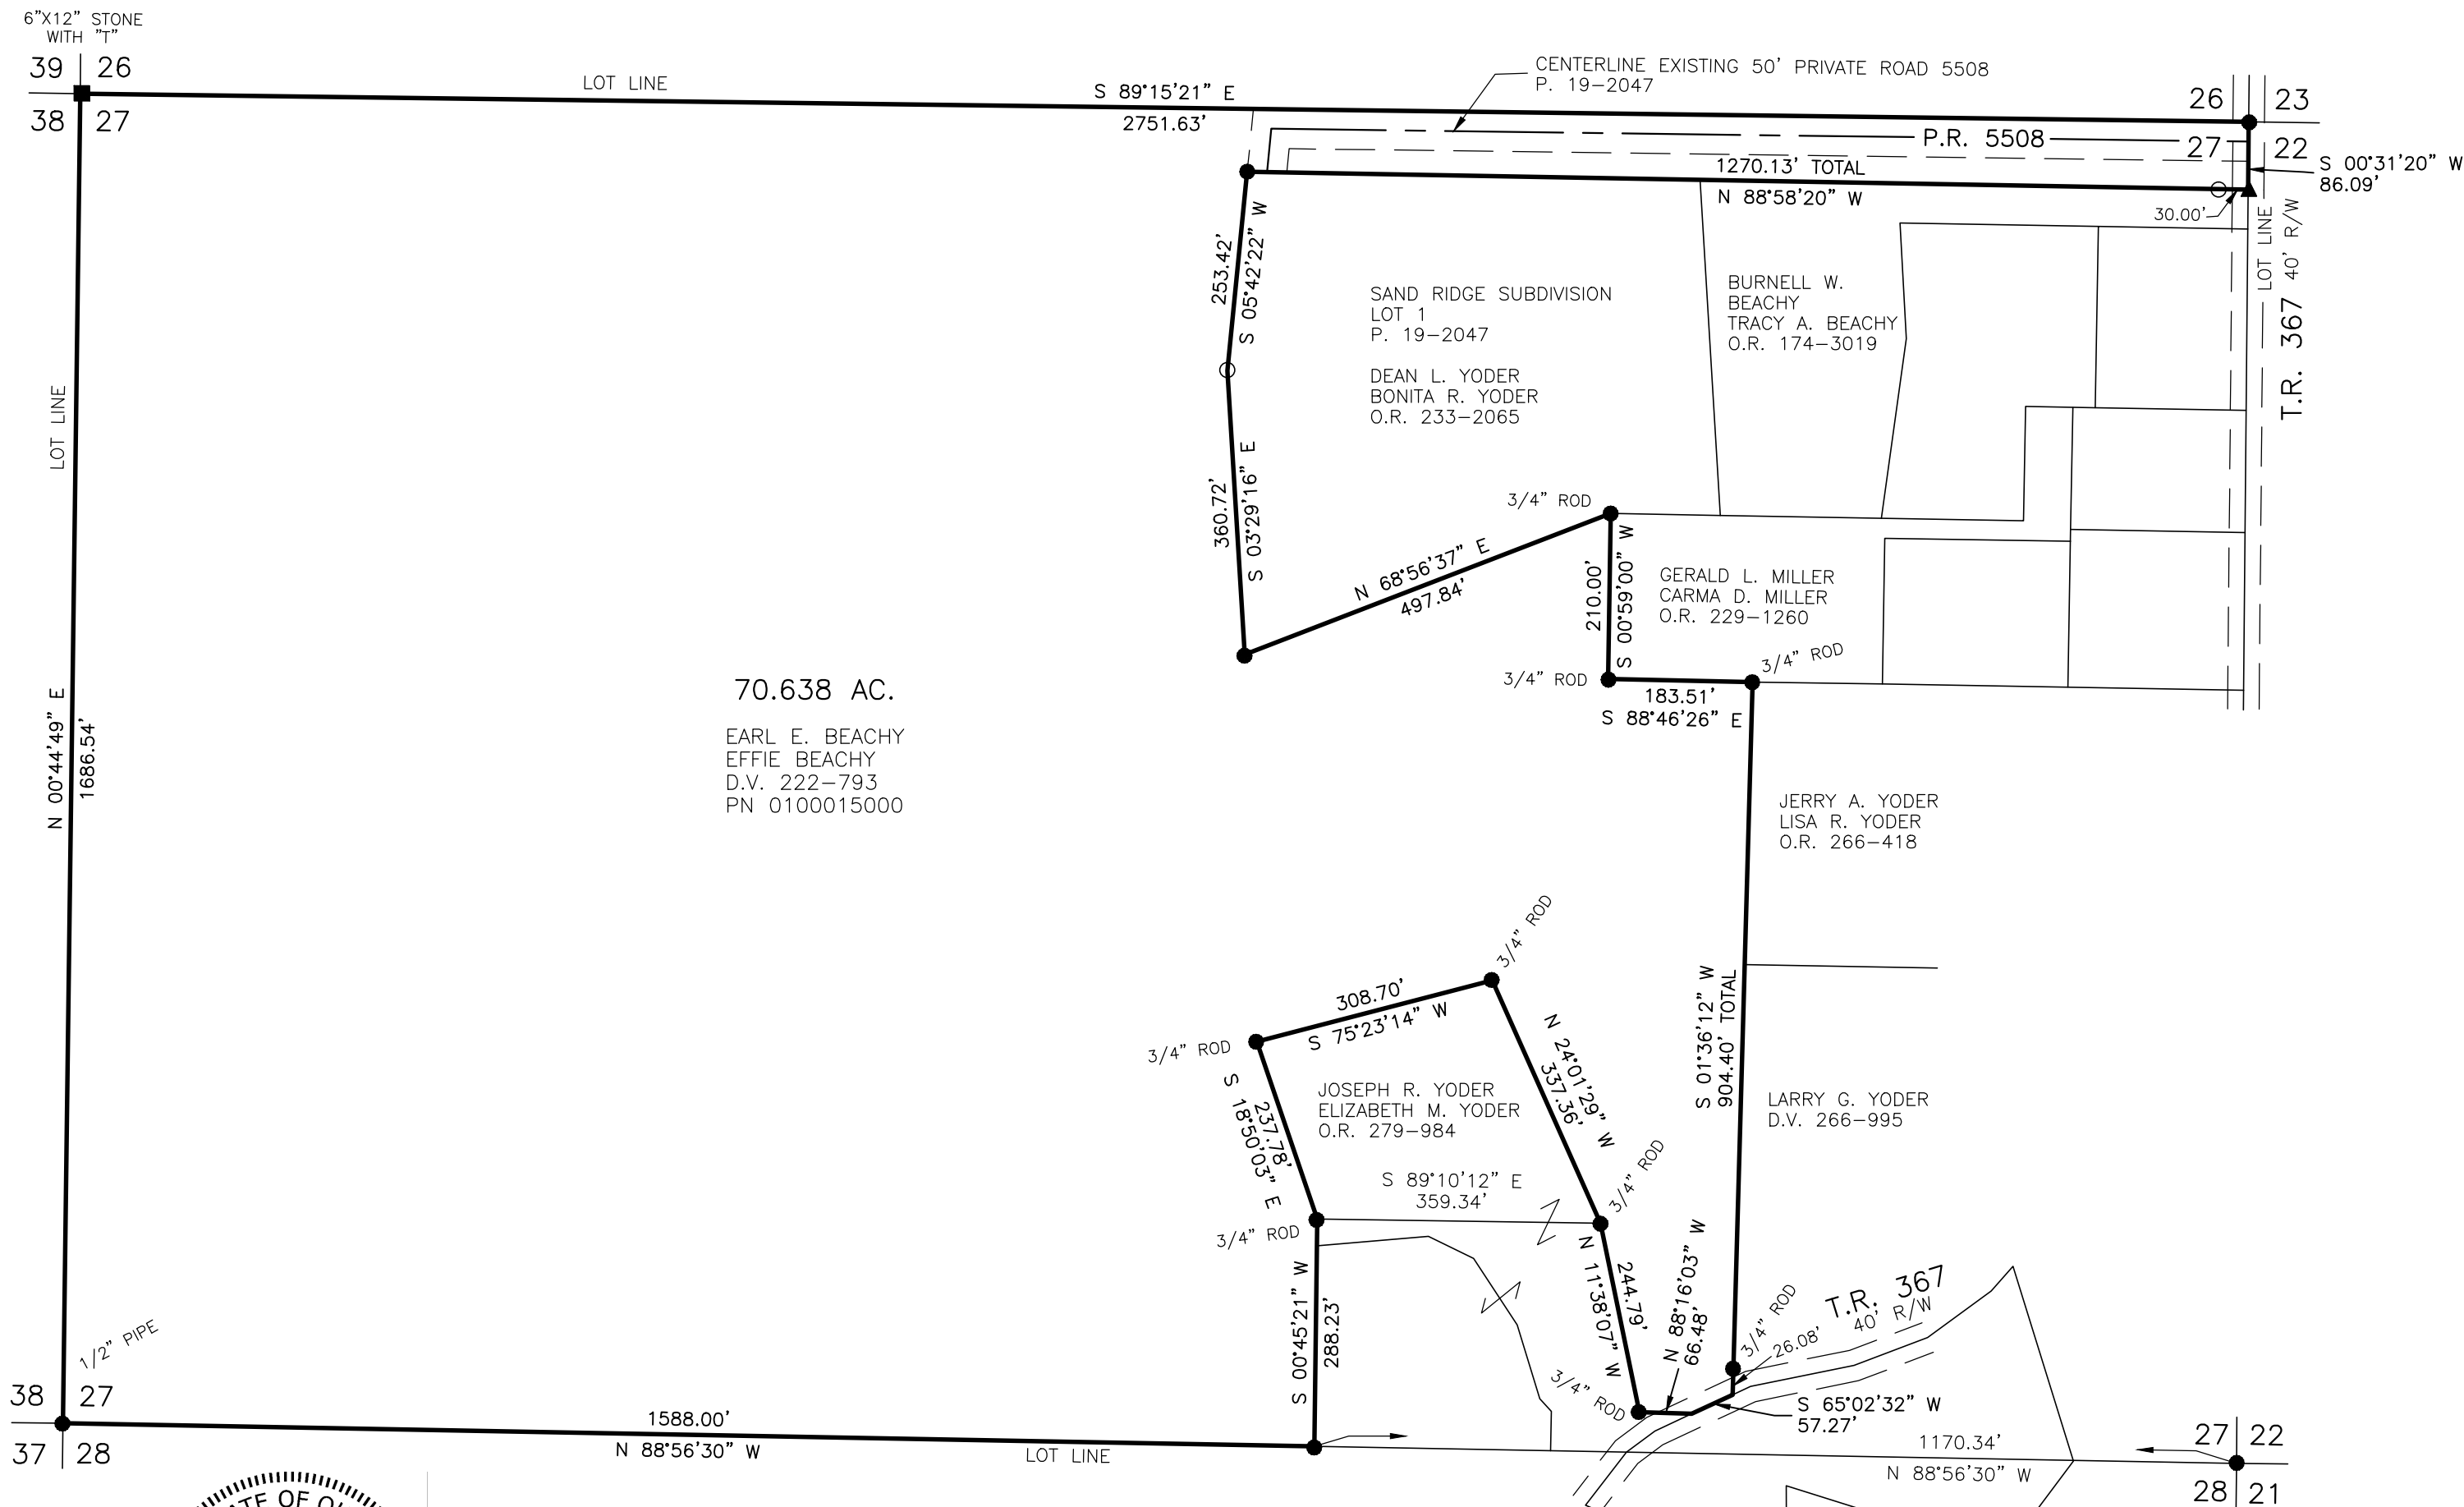 6"X12" STONE
WITH "T"
39 26
38 27
LOT LINE
S 89°15'21" E
2751.63'
CENTERLINE EXISTING 50' PRIVATE ROAD 5508
P. 19-2047
26 23
27 22
P.R. 5508
1270.13' TOTAL
N 88°58'20" W
S 00°31'20" W
86.09'
30.00'
LOT LINE
40' R/W
T.R. 367
253.42'
S 05°42'22" W
360.72'
S 03°29'16" E
SAND RIDGE SUBDIVISION
LOT 1
P. 19-2047
DEAN L. YODER
BONITA R. YODER
O.R. 233-2065
BURNELL W.
BEACHY
TRACY A. BEACHY
O.R. 174-3019
LOT LINE
3/4" ROD
N 68°56'37" E
497.84'
210.00'
S 00°59'00" W
GERALD L. MILLER
CARMA D. MILLER
O.R. 229-1260
3/4" ROD
3/4" ROD
183.51'
S 88°46'26" E
70.638 AC.
EARL E. BEACHY
EFFIE BEACHY
D.V. 222-793
PN 0100015000
N 00°44'49" E
1686.54'
JERRY A. YODER
LISA R. YODER
O.R. 266-418
S 01°36'12" W
904.40' TOTAL
3/4" ROD
308.70'
S 75°23'14" W
3/4" ROD
N 24°01'29" W
337.36'
S 18°50'03" E
237.78'
JOSEPH R. YODER
ELIZABETH M. YODER
O.R. 279-984
LARRY G. YODER
D.V. 266-995
S 89°10'12" E
359.34'
3/4" ROD
3/4" ROD
S 00°45'21" W
288.23'
N 11°38'07" W
244.79'
N 88°16'03" W
66.48'
3/4" ROD
26.08'
T.R. 367
40' R/W
3/4" ROD
S 65°02'32" W
57.27'
1/2" PIPE
38 27
37 28
1588.00'
N 88°56'30" W
LOT LINE
1170.34'
N 88°56'30" W
27 22
28 21